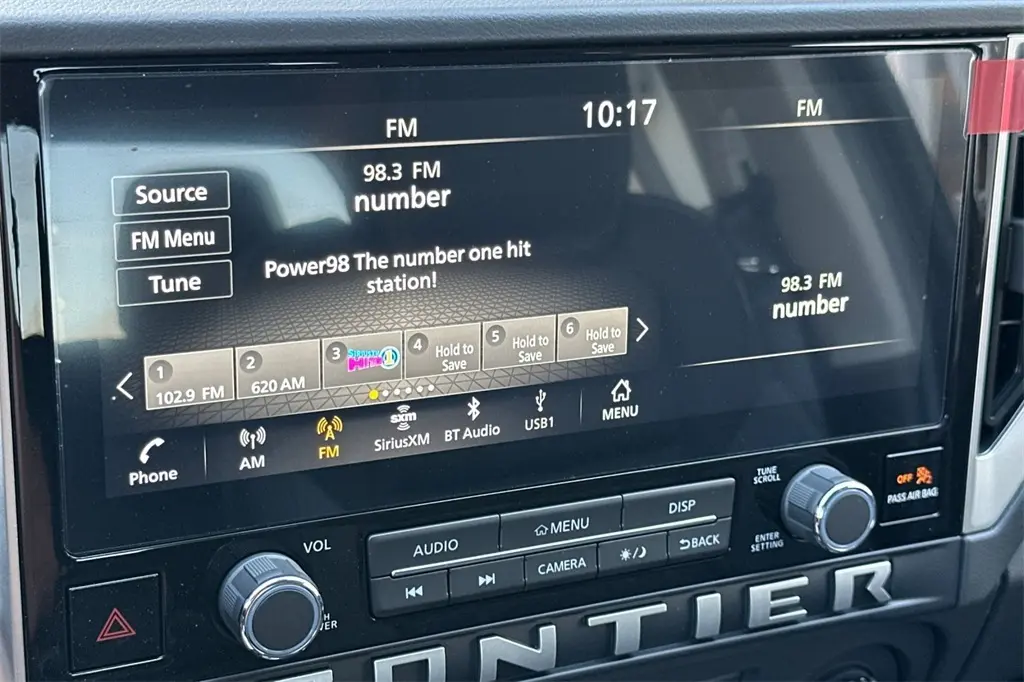 FM
10:17
FM
98.3 FM
number
Source
FM Menu
Tune
Power98 The number one hit
station!
98.3 FM
number
1
102.9 FM
2
620 AM
3
4
Hold to
Save
5
Hold to
Save
6
Hold to
Save
Phone
AM
FM
sxm
SiriusXM
BT Audio
USB1
MENU
VOL
AUDIO
MENU
DISP
CAMERA
BACK
TUNE
SCROLL
ENTER
SETTING
OFF
PASS AIR BAG
ONTIER